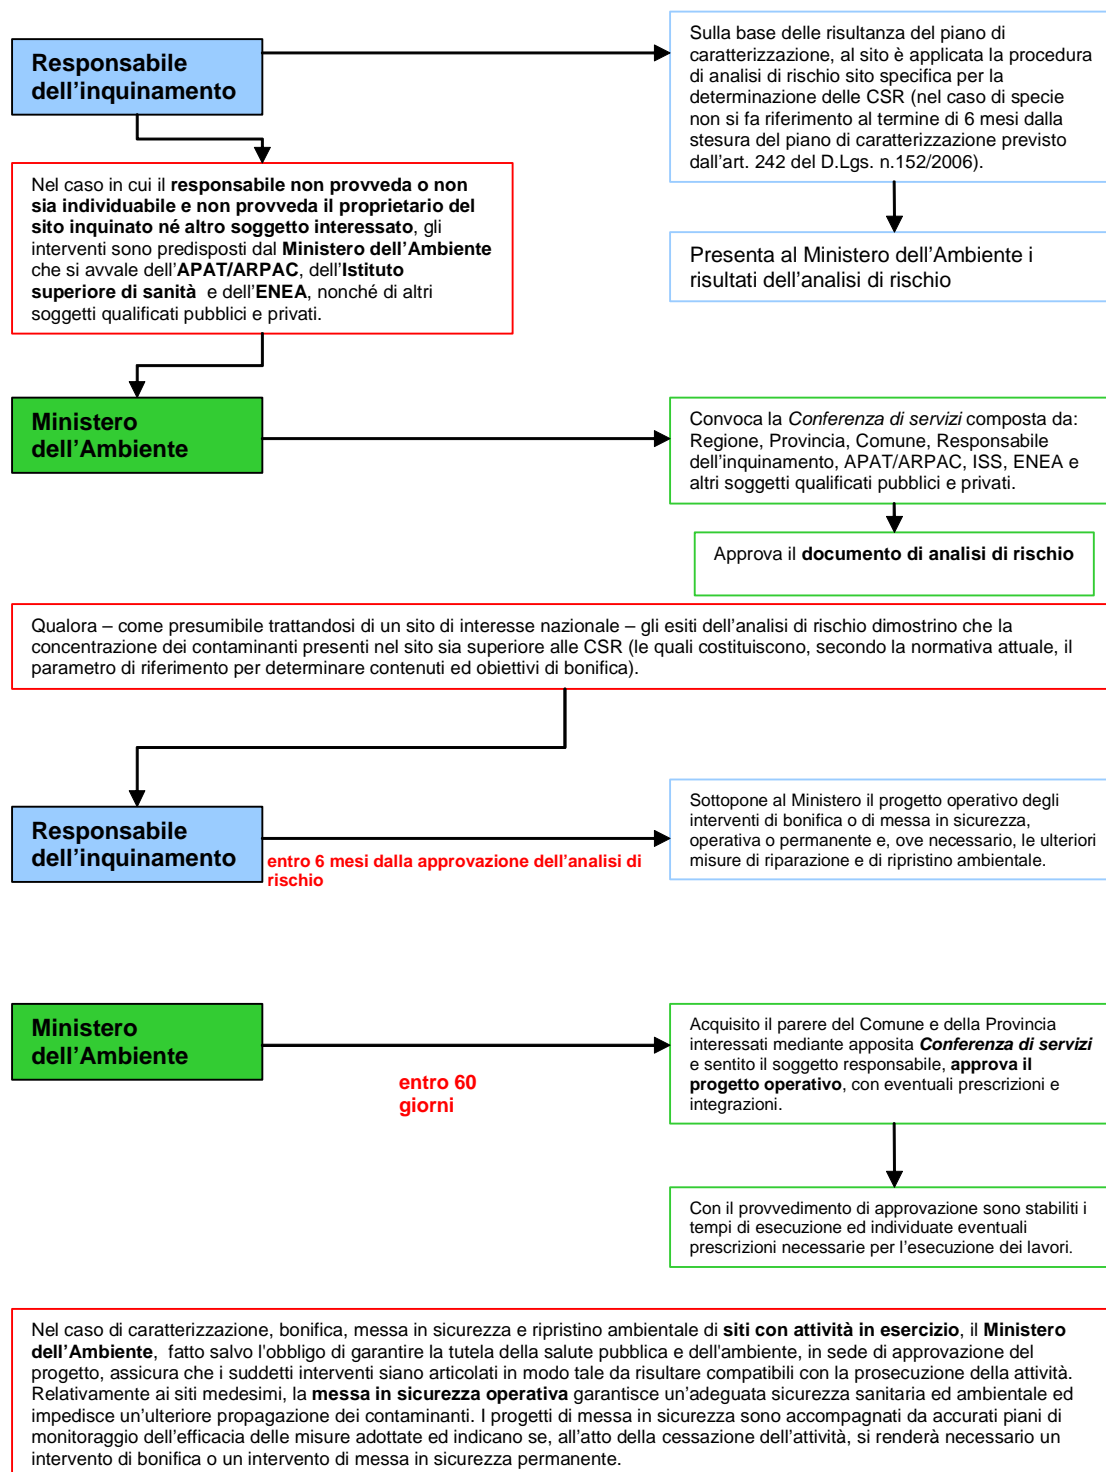 Responsabile
dell’inquinamento
Sulla base delle risultanza del piano di
caratterizzazione, al sito è applicata la procedura
di analisi di rischio sito specifica per la
determinazione delle CSR (nel caso di specie
non si fa riferimento al termine di 6 mesi dalla
stesura del piano di caratterizzazione previsto
dall’art. 242 del D.Lgs. n.152/2006).
Nel caso in cui il responsabile non provveda o non
sia individuabile e non provveda il proprietario del
sito inquinato né altro soggetto interessato, gli
interventi sono predisposti dal Ministero dell’Ambiente
che si avvale dell’APAT/ARPAC, dell’Istituto
superiore di sanità e dell’ENEA, nonché di altri
soggetti qualificati pubblici e privati.
Presenta al Ministero dell’Ambiente i
risultati dell’analisi di rischio
Ministero
dell’Ambiente
Convoca la Conferenza di servizi composta da:
Regione, Provincia, Comune, Responsabile
dell’inquinamento, APAT/ARPAC, ISS, ENEA e
altri soggetti qualificati pubblici e privati.
Approva il documento di analisi di rischio
Qualora – come presumibile trattandosi di un sito di interesse nazionale – gli esiti dell’analisi di rischio dimostrino che la
concentrazione dei contaminanti presenti nel sito sia superiore alle CSR (le quali costituiscono, secondo la normativa attuale, il
parametro di riferimento per determinare contenuti ed obiettivi di bonifica).
Responsabile
dell’inquinamento
entro 6 mesi dalla approvazione dell’analisi di
rischio
Sottopone al Ministero il progetto operativo degli
interventi di bonifica o di messa in sicurezza,
operativa o permanente e, ove necessario, le ulteriori
misure di riparazione e di ripristino ambientale.
Ministero
dell’Ambiente
entro 60
giorni
Acquisito il parere del Comune e della Provincia
interessati mediante apposita Conferenza di servizi
e sentito il soggetto responsabile, approva il
progetto operativo, con eventuali prescrizioni e
integrazioni.
Con il provvedimento di approvazione sono stabiliti i
tempi di esecuzione ed individuate eventuali
prescrizioni necessarie per l’esecuzione dei lavori.
Nel caso di caratterizzazione, bonifica, messa in sicurezza e ripristino ambientale di siti con attività in esercizio, il Ministero
dell’Ambiente, fatto salvo l'obbligo di garantire la tutela della salute pubblica e dell'ambiente, in sede di approvazione del
progetto, assicura che i suddetti interventi siano articolati in modo tale da risultare compatibili con la prosecuzione della attività.
Relativamente ai siti medesimi, la messa in sicurezza operativa garantisce un’adeguata sicurezza sanitaria ed ambientale ed
impedisce un’ulteriore propagazione dei contaminanti. I progetti di messa in sicurezza sono accompagnati da accurati piani di
monitoraggio dell’efficacia delle misure adottate ed indicano se, all’atto della cessazione dell’attività, si renderà necessario un
intervento di bonifica o un intervento di messa in sicurezza permanente.